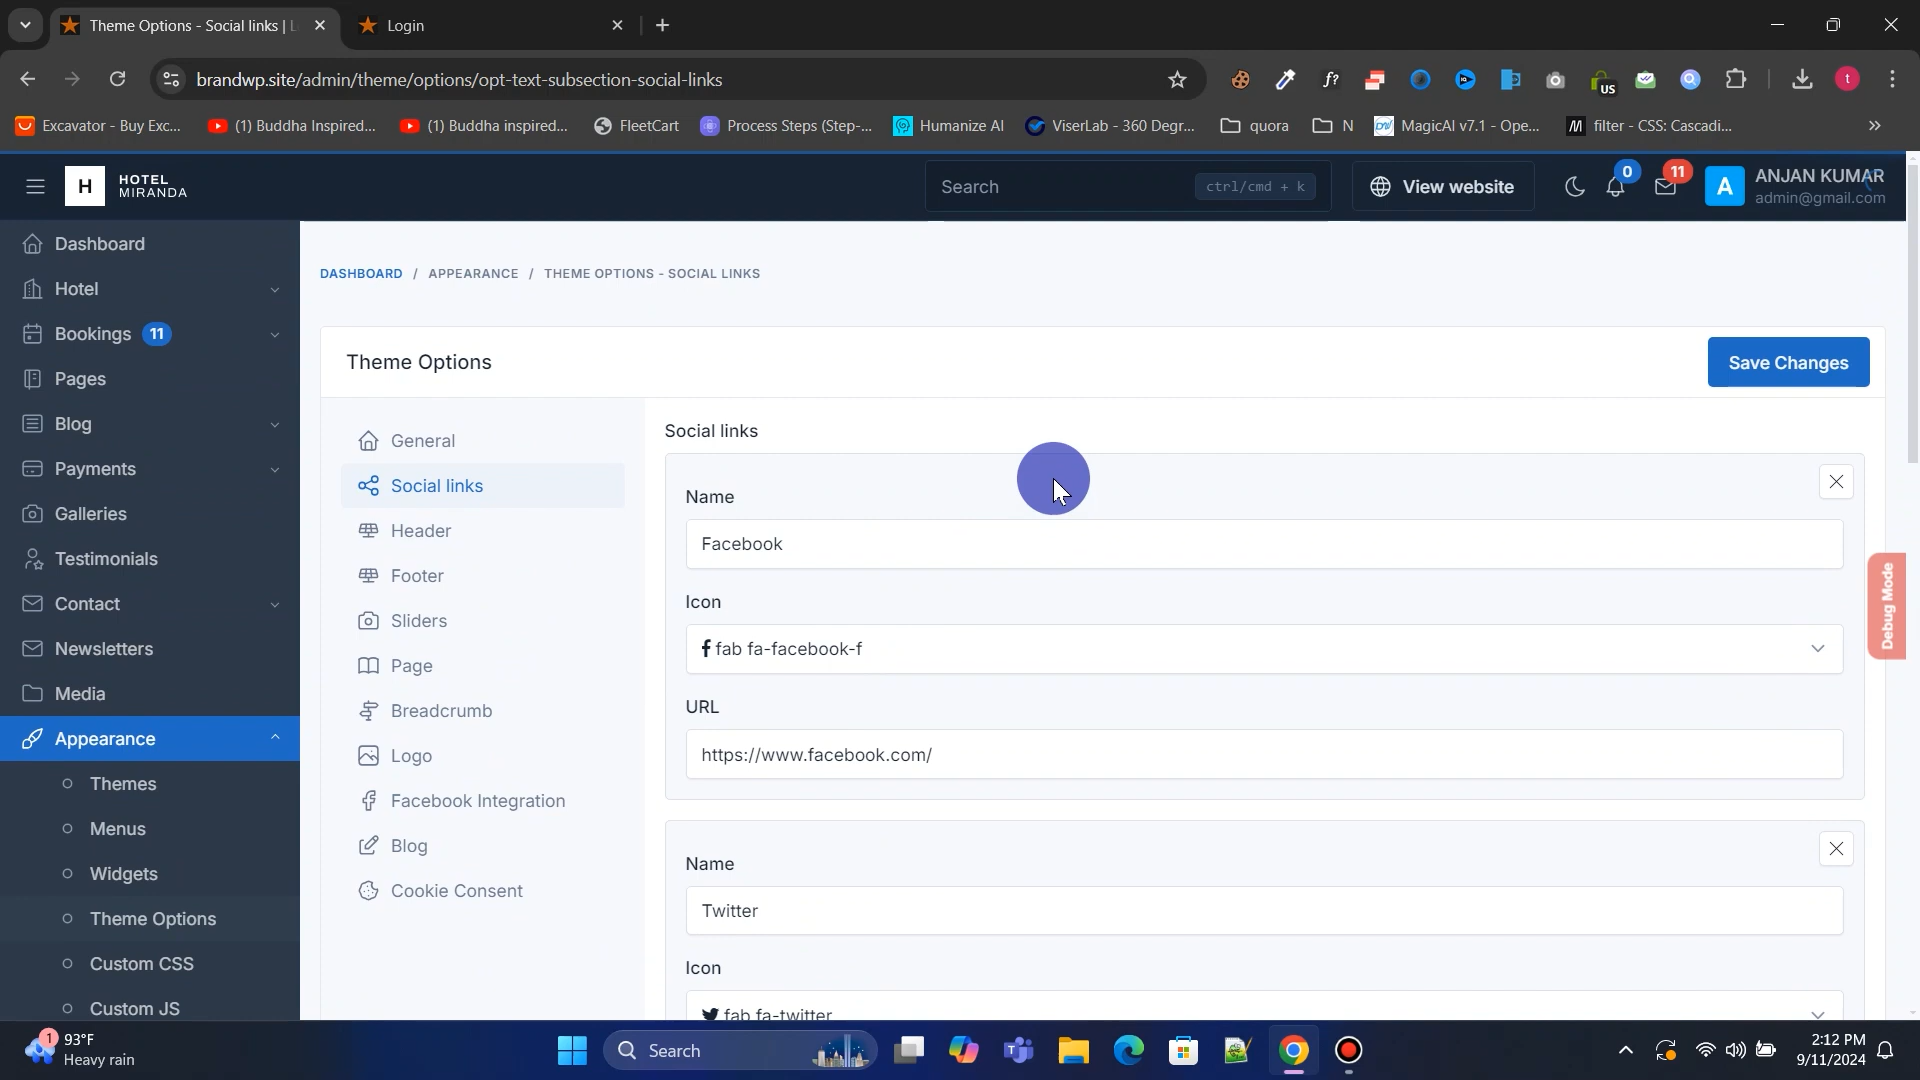 Theme Options - Social links | L
Login
brandwp.site/admin/theme/options/opt-text-subsection-social-links
f?
US
t
Excavator - Buy Exc...
(1) Buddha Inspired...
(1) Buddha inspired...
FleetCart
Process Steps (Step-...
Humanize AI
ViserLab - 360 Degr...
quora
N
MagicAI v7.1 - Ope...
filter - CSS: Cascadi...
H
HOTEL
MIRANDA
Search
ctrl/cmd + k
View website
0
11
A
ANJAN KUMAR
admin@gmail.com
Dashboard
Hotel
Bookings 11
Pages
Blog
Payments
Galleries
Testimonials
Contact
Newsletters
Media
Appearance
Themes
Menus
Widgets
Theme Options
Custom CSS
Custom JS
DASHBOARD / APPEARANCE / THEME OPTIONS - SOCIAL LINKS
Theme Options
Save Changes
General
Social links
Header
Footer
Sliders
Page
Breadcrumb
Logo
Facebook Integration
Blog
Cookie Consent
Social links
Name
Facebook
Icon
fab fa-facebook-f
URL
https://www.facebook.com/
Name
Twitter
Icon
fab fa-twitter
Debug Mode
1
93°F
Heavy rain
Search
2:12 PM
9/11/2024